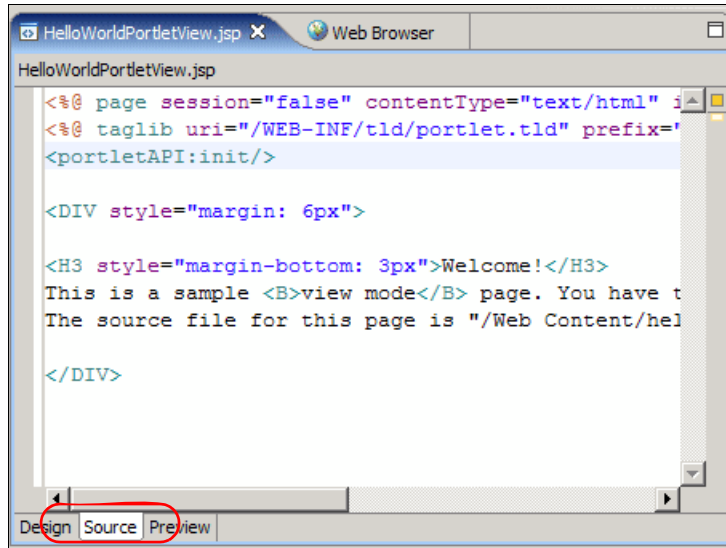 HelloWorldPortletView.jsp Web Browser
HelloWorldPortletView.jsp
<%@ page session="false" contentType="text/html" i
<%@ taglib uri="/WEB-INF/tld/portlet.tld" prefix="
<portletAPI:init/>
<DIV style="margin: 6px">
<H3 style="margin-bottom: 3px">Welcome!</H3>
This is a sample <B>view mode</B> page. You have t
The source file for this page is "/Web Content/hel
</DIV>
Design Source Preview